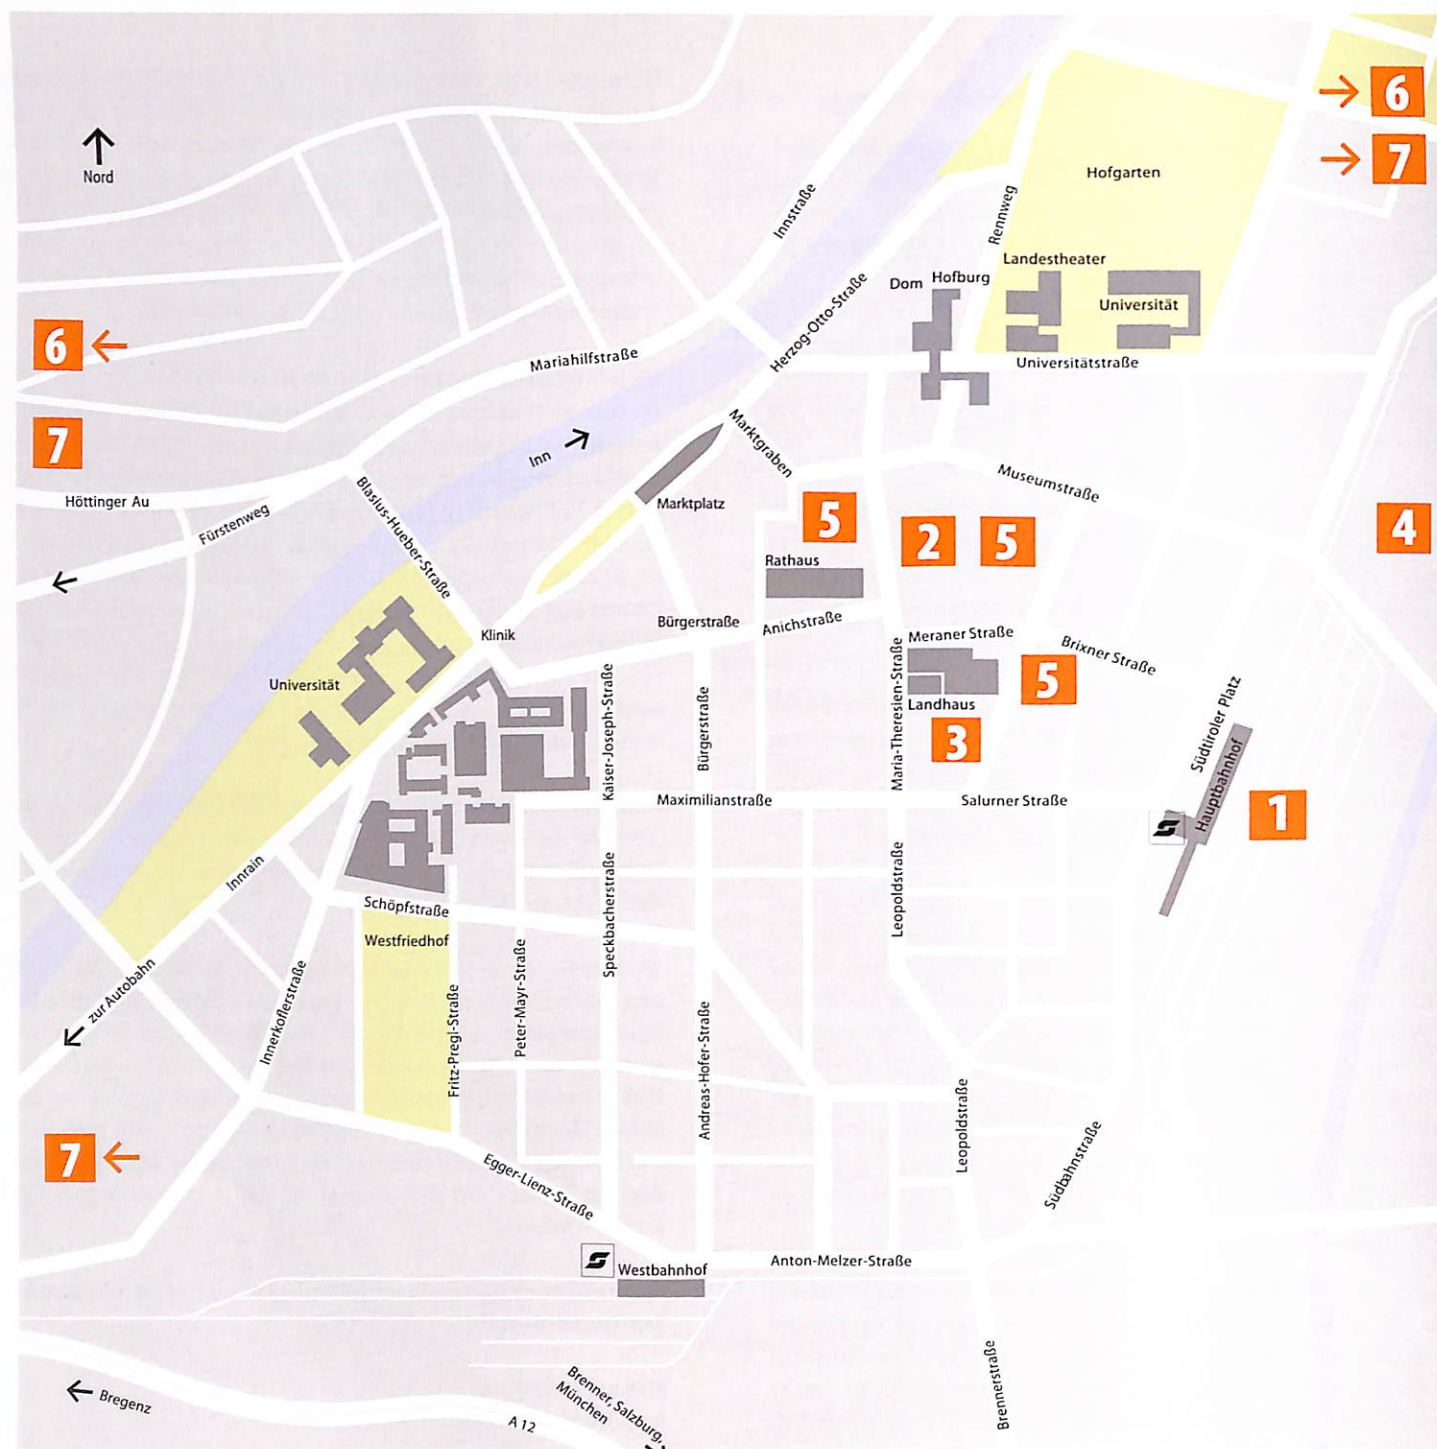 6
Nord
7
Hofgarten
Innstraße
Rennweg
Landestheater
Dom
Hofburg
Universität
Herzog-Otto-Straße
6
Mariahilfstraße
Universitätstraße
7
Inn
Marktgraben
Museumstraße
Höttinger Au
Fürstenweg
Blasius-Hueber-Straße
Marktplatz
5
2
5
4
Rathaus
Klinik
Bürgerstraße
Anichstraße
Meraner Straße
Brixner Straße
Universität
Kaiser-Joseph-Straße
Bürgerstraße
Maria-Theresien-Straße
Landhaus
5
3
Südtiroler Platz
Hauptbahnhof
1
Maximilianstraße
Salurner Straße
Innrain
Schöpfstraße
Westfriedhof
Speckbacherstraße
Leopoldstraße
zur Autobahn
Innerkoflerstraße
Fritz-Pregl-Straße
Peter-Mayr-Straße
Andreas-Hofer-Straße
Leopoldstraße
Südbahnstraße
7
Egger-Lienz-Straße
Westbahnhof
Anton-Melzer-Straße
Brennerstraße
Bregenz
A 12
Brenner, Salzburg,
München